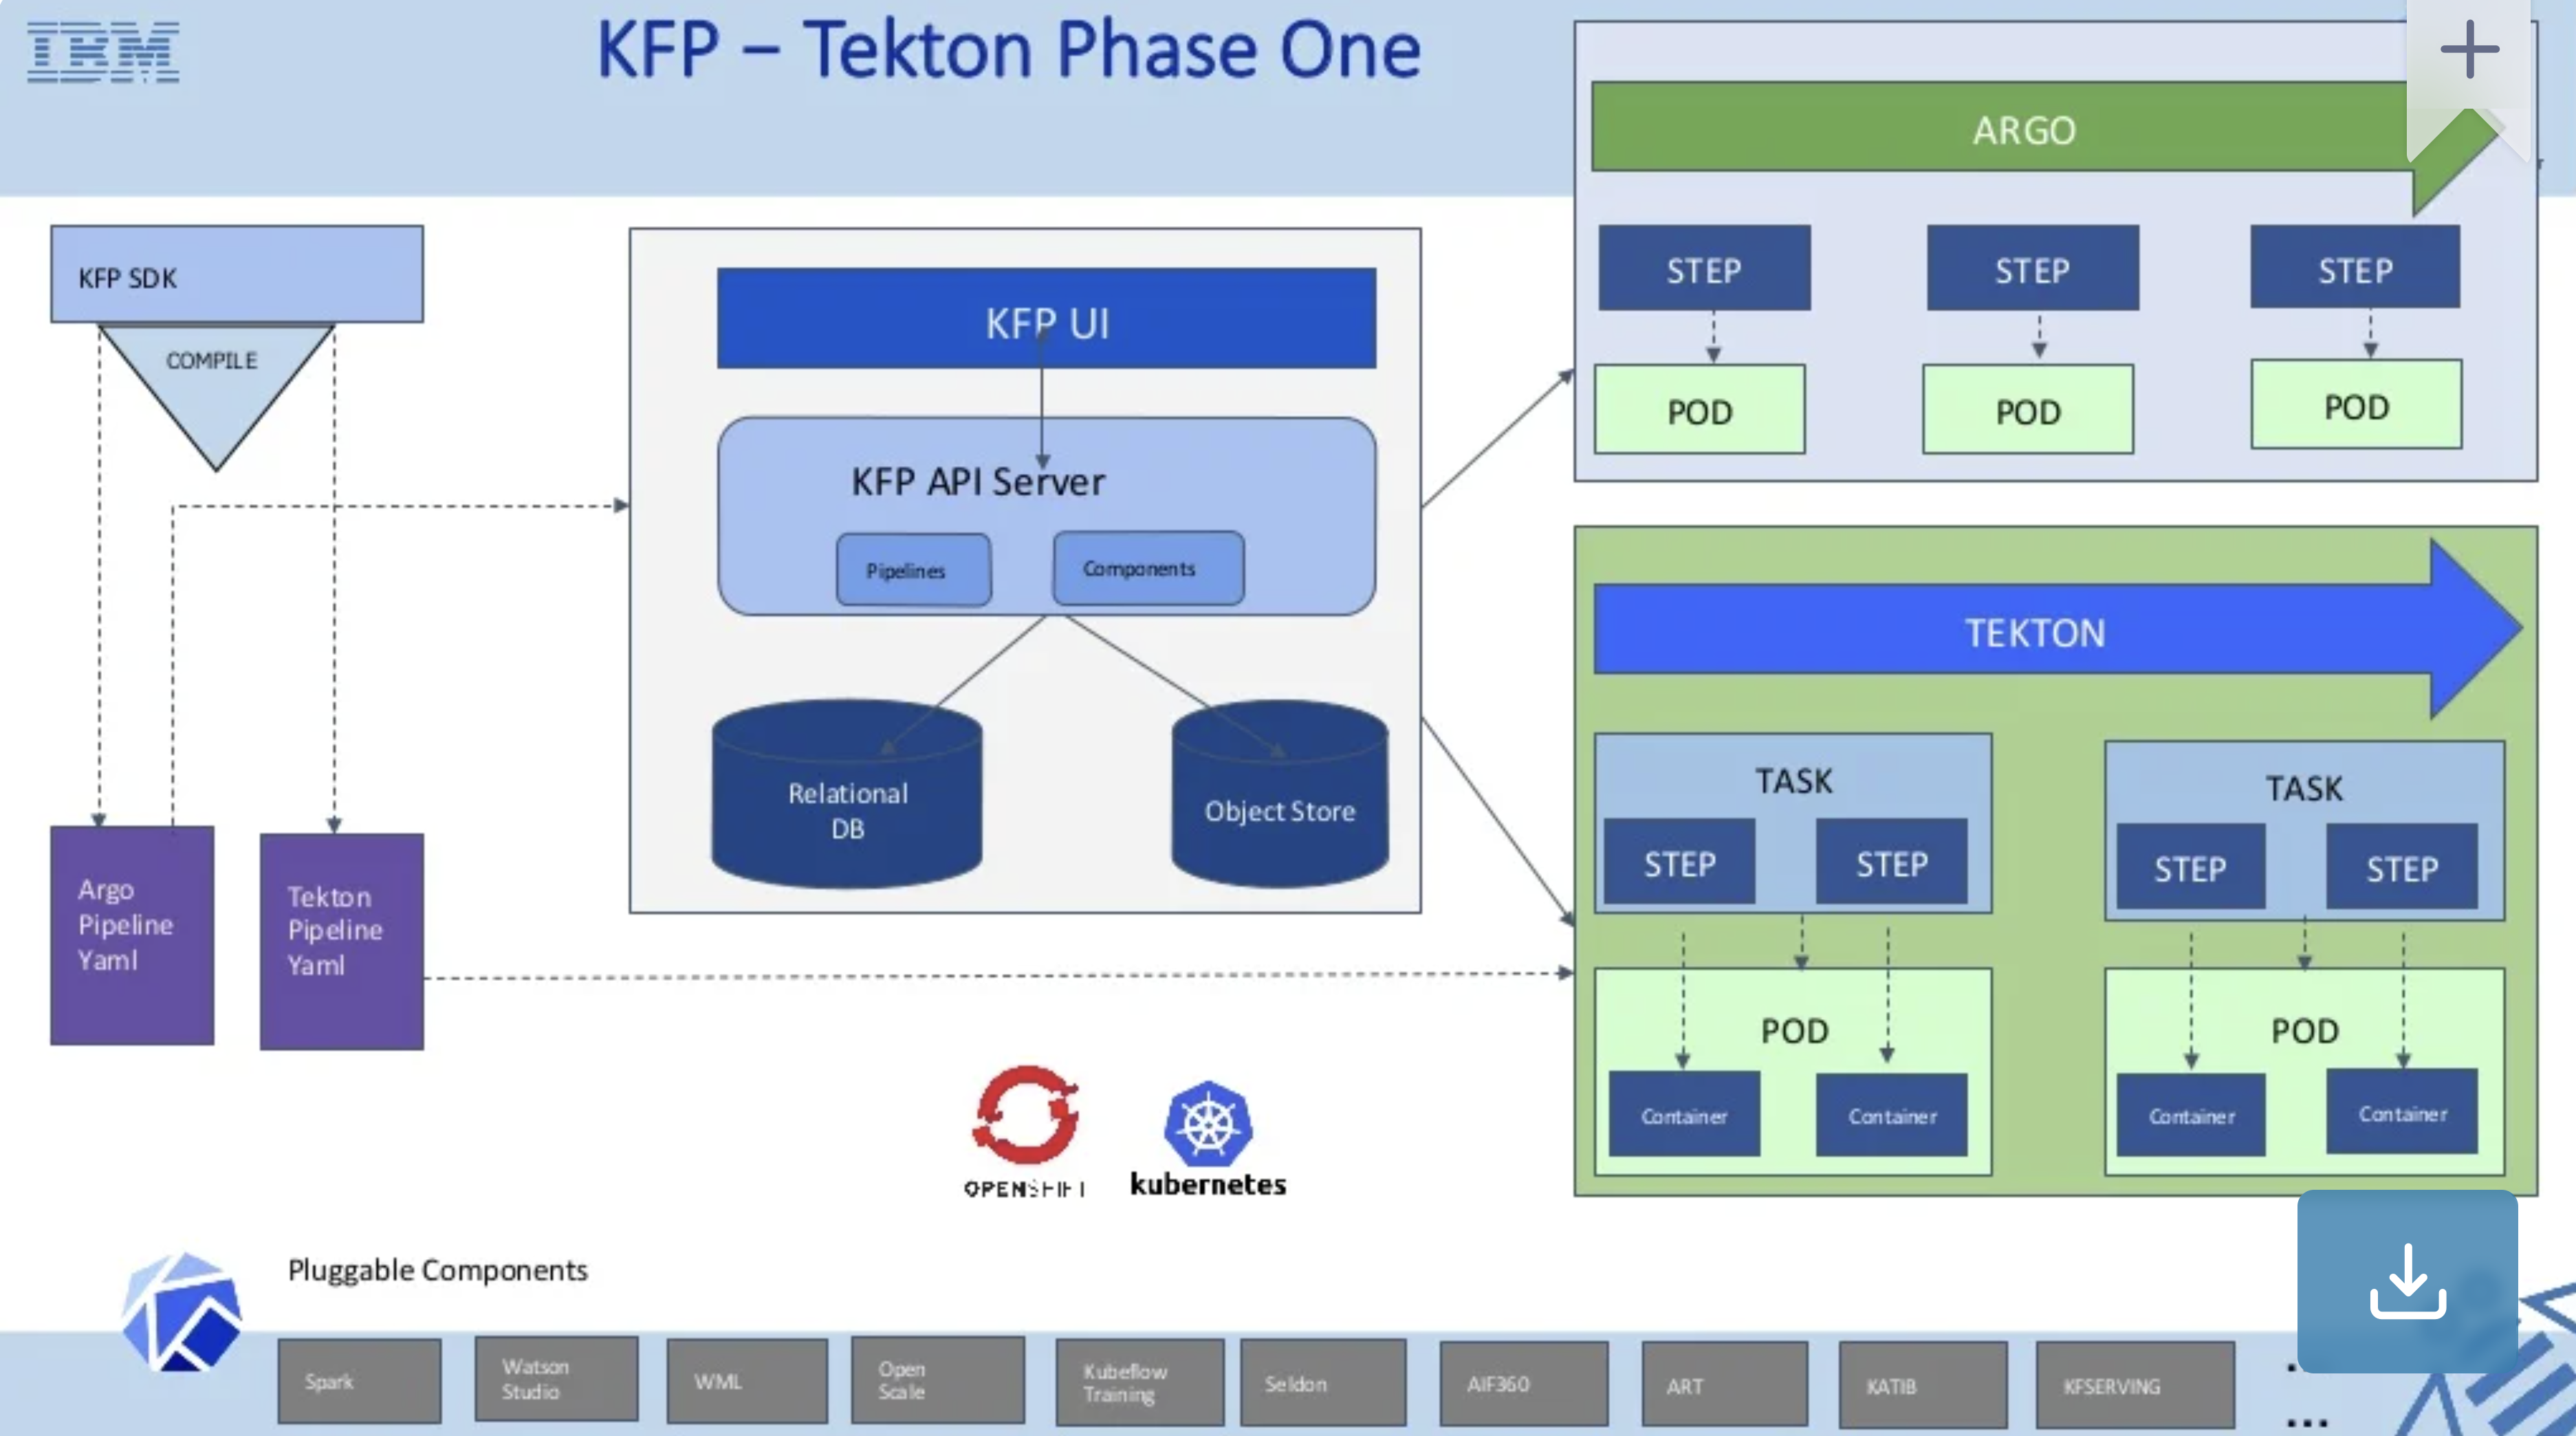 IBM
KFP – Tekton Phase One
KFP SDK
COMPILE
Argo
Pipeline
Yaml
Tekton
Pipeline
Yaml
KFP UI
KFP API Server
Pipelines
Components
Relational
DB
Object Store
ARGO
STEP
STEP
STEP
POD
POD
POD
TEKTON
TASK
TASK
STEP
STEP
STEP
STEP
POD
POD
Container
Container
Container
Container
OPENSHIFT
kubernetes
Pluggable Components
Spark
Watson
Studio
WML
Open
Scale
Kubeflow
Training
Seldon
AIF360
ART
KATIB
KFSERVING
...